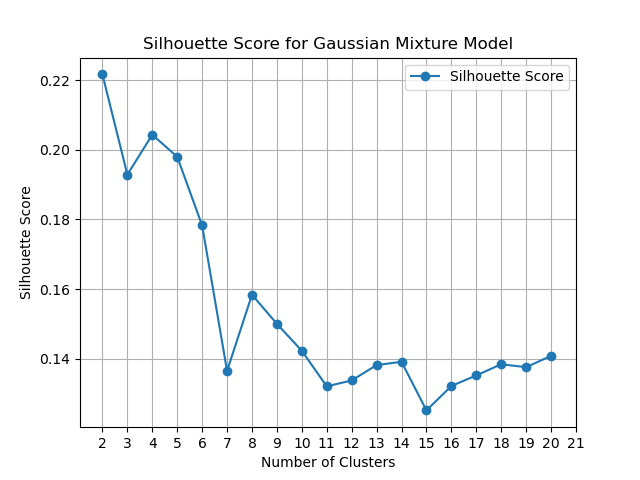 Silhouette Score for Gaussian Mixture Model
Silhouette Score
0.22
0.20
0.18
0.16
0.14
Silhouette Score
2 3 4 5 6 7 8 9 10 11 12 13 14 15 16 17 18 19 20 21
Number of Clusters